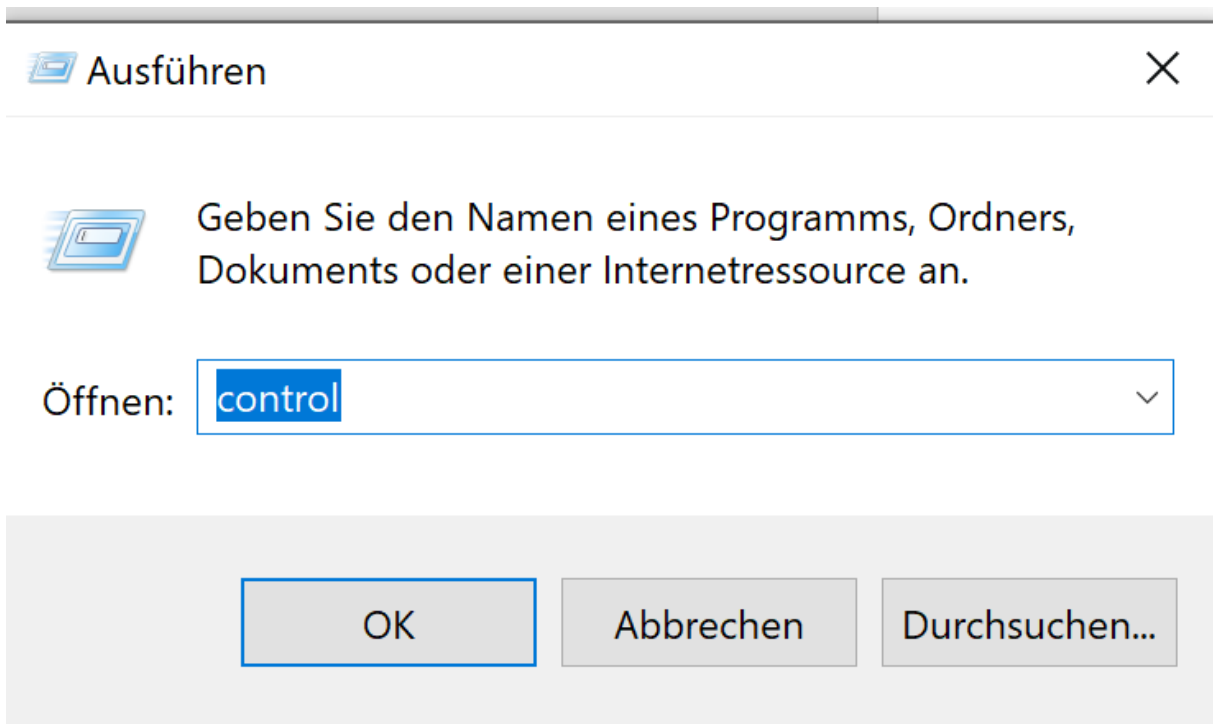 Ausführen
Geben Sie den Namen eines Programms, Ordners,
Dokuments oder einer Internetressource an.
Öffnen: control
OK Abbrechen Durchsuchen...